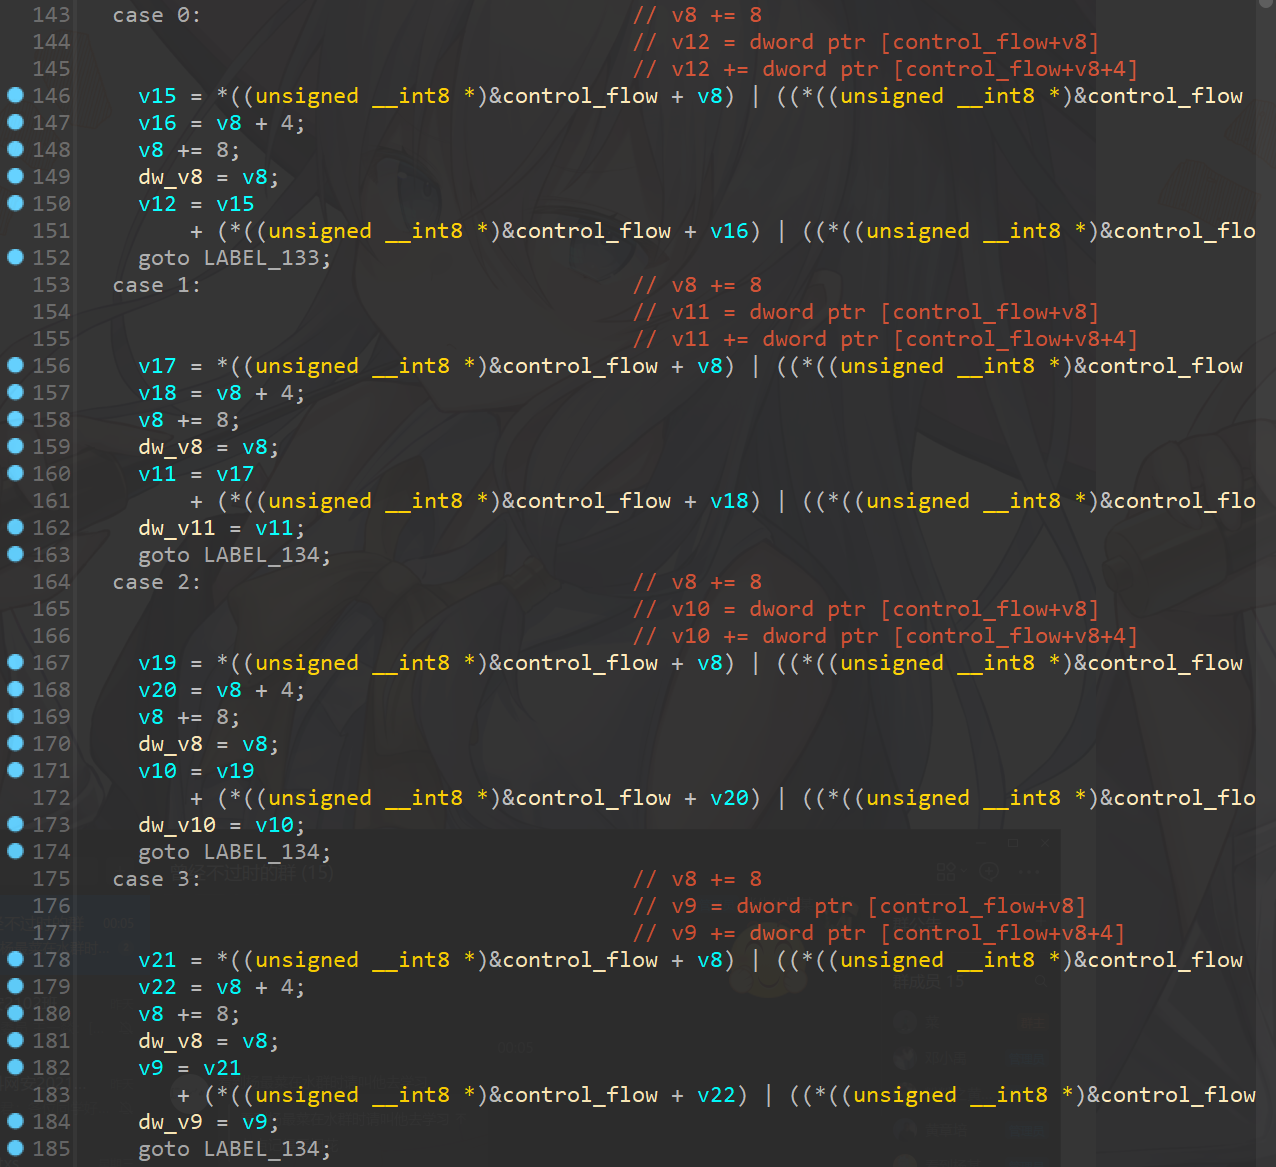 143 case 0: // v8 += 8
144 // v12 = dword ptr [control_flow+v8]
145 // v12 += dword ptr [control_flow+v8+4]
146 v15 = *((unsigned __int8 *)&control_flow + v8) | ((*((unsigned __int8 *)&control_flow
147 v16 = v8 + 4;
148 v8 += 8;
149 dw_v8 = v8;
150 v12 = v15
151 + (*((unsigned __int8 *)&control_flow + v16) | ((*((unsigned __int8 *)&control_flo
152 goto LABEL_133;
153 case 1: // v8 += 8
154 // v11 = dword ptr [control_flow+v8]
155 // v11 += dword ptr [control_flow+v8+4]
156 v17 = *((unsigned __int8 *)&control_flow + v8) | ((*((unsigned __int8 *)&control_flow
157 v18 = v8 + 4;
158 v8 += 8;
159 dw_v8 = v8;
160 v11 = v17
161 + (*((unsigned __int8 *)&control_flow + v18) | ((*((unsigned __int8 *)&control_flo
162 dw_v11 = v11;
163 goto LABEL_134;
164 case 2: // v8 += 8
165 // v10 = dword ptr [control_flow+v8]
166 // v10 += dword ptr [control_flow+v8+4]
167 v19 = *((unsigned __int8 *)&control_flow + v8) | ((*((unsigned __int8 *)&control_flow
168 v20 = v8 + 4;
169 v8 += 8;
170 dw_v8 = v8;
171 v10 = v19
172 + (*((unsigned __int8 *)&control_flow + v20) | ((*((unsigned __int8 *)&control_flo
173 dw_v10 = v10;
174 goto LABEL_134;
175 case 3: // v8 += 8
176 // v9 = dword ptr [control_flow+v8]
177 // v9 += dword ptr [control_flow+v8+4]
178 v21 = *((unsigned __int8 *)&control_flow + v8) | ((*((unsigned __int8 *)&control_flow
179 v22 = v8 + 4;
180 v8 += 8;
181 dw_v8 = v8;
182 v9 = v21
183 + (*((unsigned __int8 *)&control_flow + v22) | ((*((unsigned __int8 *)&control_flow
184 dw_v9 = v9;
185 goto LABEL_134;